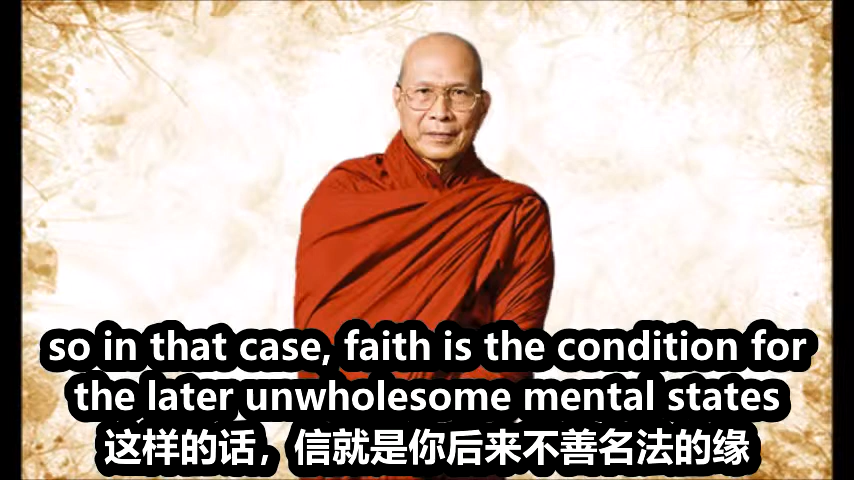 so in that case, faith is the condition for
the later unwholesome mental states
这样的话，信就是你后来不善名法的缘